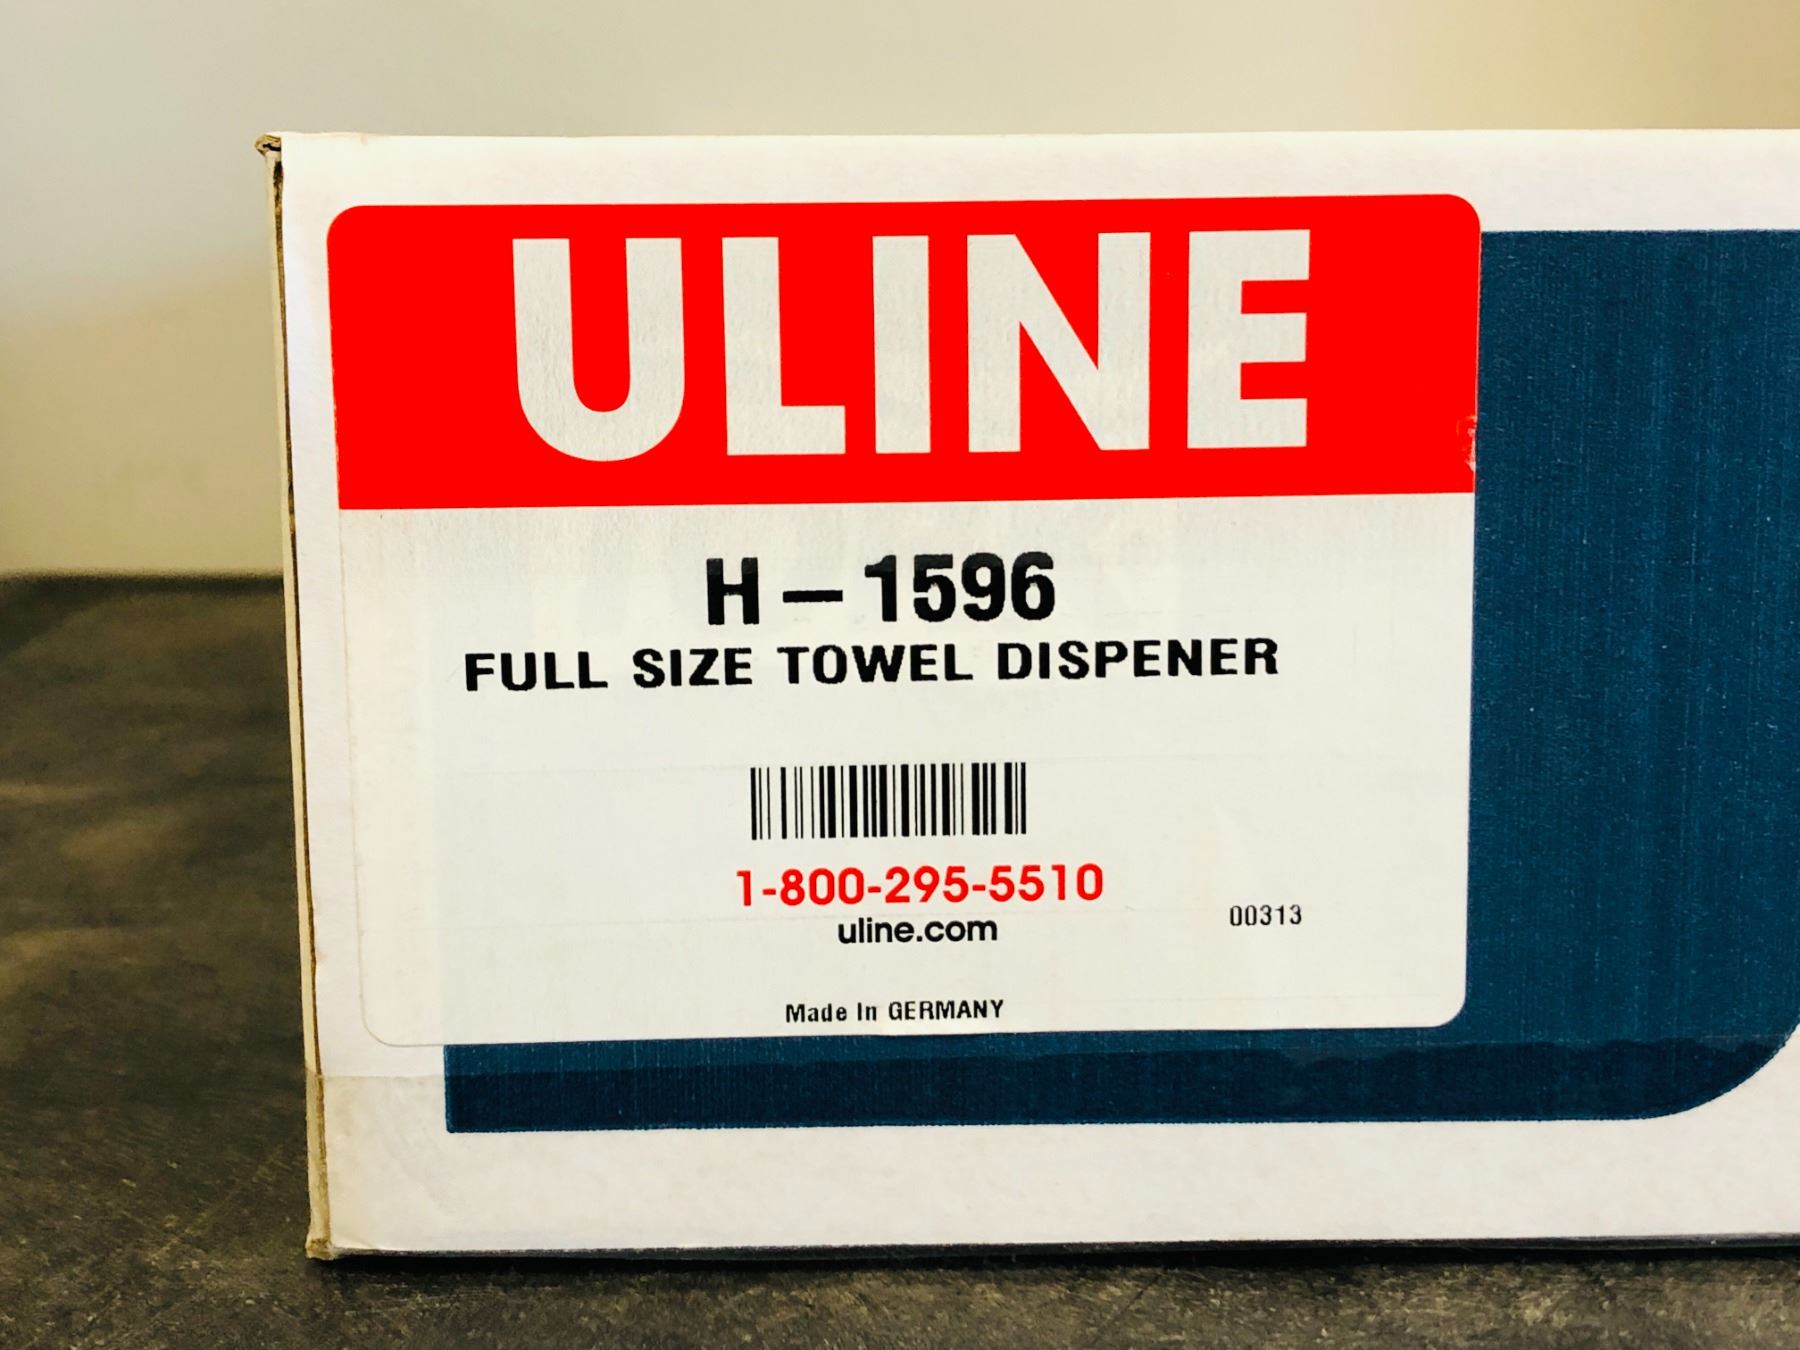 ULINE
H-1596
FULL SIZE TOWEL DISPENER
1-800-295-5510
uline.com
00313
Made In GERMANY